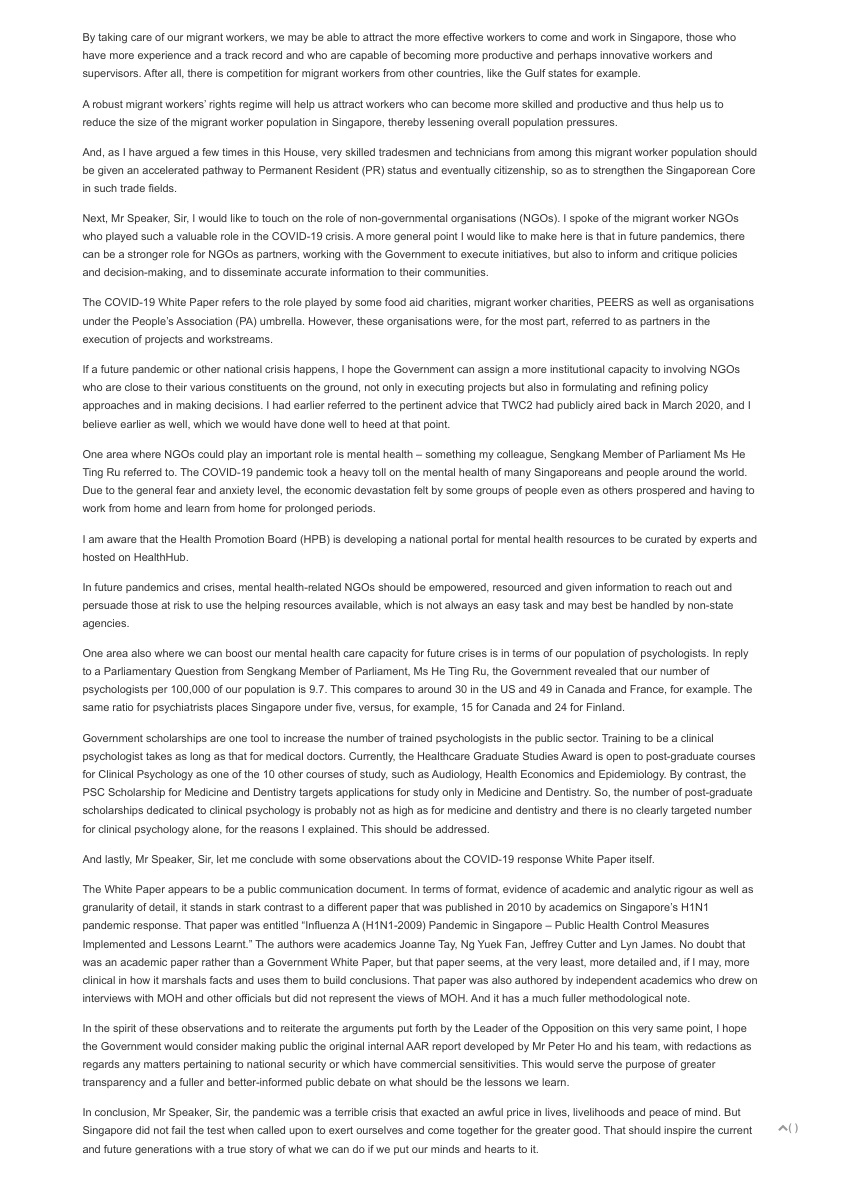 By taking care of our migrant workers, we may be able to attract the more effective workers to come and work in Singapore, those who
have more experience and a track record and who are capable of becoming more productive and perhaps innovative workers and
supervisors. After all, there is competition for migrant workers from other countries, like the Gulf states for example.
A robust migrant workers' rights regime will help us attract workers who can become more skilled and productive and thus help us to
reduce the size of the migrant worker population in Singapore, thereby lessening overall population pressures.
And, as I have argued a few times in this House, very skilled tradesmen and technicians from among this migrant worker population should
be given an accelerated pathway to Permanent Resident (PR) status and eventually citizenship, so as to strengthen the Singaporean Core
in such trade fields.
Next, Mr Speaker, Sir, I would like to touch on the role of non-governmental organisations (NGOs). I spoke of the migrant worker NGOs
who played such a valuable role in the COVID-19 crisis. A more general point I would like to make here is that in future pandemics, there
can be a stronger role for NGOs as partners, working with the Government to execute initiatives, but also to inform and critique policies
and decision-making, and to disseminate accurate information to their communities.
The COVID-19 White Paper refers to the role played by some food aid charities, migrant worker charities, PEERS as well as organisations
under the People's Association (PA) umbrella. However, these organisations were, for the most part, referred to as partners in the
execution of projects and workstreams.
If a future pandemic or other national crisis happens, I hope the Government can assign a more institutional capacity to involving NGOs
who are close to their various constituents on the ground, not only in executing projects but also in formulating and refining policy
approaches and in making decisions. I had earlier referred to the pertinent advice that TWC2 had publicly aired back in March 2020, and I
believe earlier as well, which we would have done well to heed at that point.
One area where NGOs could play an important role is mental health – something my colleague, Sengkang Member of Parliament Ms He
Ting Ru referred to. The COVID-19 pandemic took a heavy toll on the mental health of many Singaporeans and people around the world.
Due to the general fear and anxiety level, the economic devastation felt by some groups of people even as others prospered and having to
work from home and learn from home for prolonged periods.
I am aware that the Health Promotion Board (HPB) is developing a national portal for mental health resources to be curated by experts and
hosted on HealthHub.
In future pandemics and crises, mental health-related NGOs should be empowered, resourced and given information to reach out and
persuade those at risk to use the helping resources available, which is not always an easy task and may best be handled by non-state
agencies.
One area also where we can boost our mental health care capacity for future crises is in terms of our population of psychologists. In reply
to a Parliamentary Question from Sengkang Member of Parliament, Ms He Ting Ru, the Government revealed that our number of
psychologists per 100,000 of our population is 9.7. This compares to around 30 in the US and 49 in Canada and France, for example. The
same ratio for psychiatrists places Singapore under five, versus, for example, 15 for Canada and 24 for Finland.
Government scholarships are one tool to increase the number of trained psychologists in the public sector. Training to be a clinical
psychologist takes as long as that for medical doctors. Currently, the Healthcare Graduate Studies Award is open to post-graduate courses
for Clinical Psychology as one of the 10 other courses of study, such as Audiology, Health Economics and Epidemiology. By contrast, the
PSC Scholarship for Medicine and Dentistry targets applications for study only in Medicine and Dentistry. So, the number of post-graduate
scholarships dedicated to clinical psychology is probably not as high as for medicine and dentistry and there is no clearly targeted number
for clinical psychology alone, for the reasons I explained. This should be addressed.
And lastly, Mr Speaker, Sir, let me conclude with some observations about the COVID-19 response White Paper itself.
The White Paper appears to be a public communication document. In terms of format, evidence of academic and analytic rigour as well as
granularity of detail, it stands in stark contrast to a different paper that was published in 2010 by academics on Singapore's H1N1
pandemic response. That paper was entitled “Influenza A (H1N1-2009) Pandemic in Singapore – Public Health Control Measures
Implemented and Lessons Learnt.” The authors were academics Joanne Tay, Ng Yuek Fan, Jeffrey Cutter and Lyn James. No doubt that
was an academic paper rather than a Government White Paper, but that paper seems, at the very least, more detailed and, if I may, more
clinical in how it marshals facts and uses them to build conclusions. That paper was also authored by independent academics who drew on
interviews with MOH and other officials but did not represent the views of MOH. And it has a much fuller methodological note.
In the spirit of these observations and to reiterate the arguments put forth by the Leader of the Opposition on this very same point, I hope
the Government would consider making public the original internal AAR report developed by Mr Peter Ho and his team, with redactions as
regards any matters pertaining to national security or which have commercial sensitivities. This would serve the purpose of greater
transparency and a fuller and better-informed public debate on what should be the lessons we learn.
In conclusion, Mr Speaker, Sir, the pandemic was a terrible crisis that exacted an awful price in lives, livelihoods and peace of mind. But
Singapore did not fail the test when called upon to exert ourselves and come together for the greater good. That should inspire the current
and future generations with a true story of what we can do if we put our minds and hearts to it.
( )